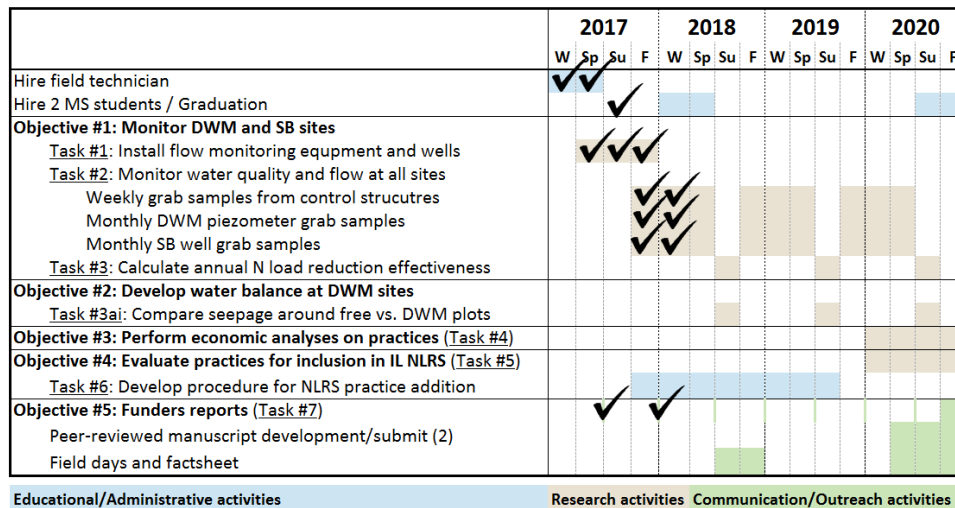 2017 2018 2019 2020
W Sp Su F W Sp Su F W Sp Su F W Sp Su F
Hire field technician
Hire 2 MS students / Graduation
Objective #1: Monitor DWM and SB sites
Task #1: Install flow monitoring equpment and wells
Task #2: Monitor water quality and flow at all sites
Weekly grab samples from control strucutres
Monthly DWM piezometer grab samples
Monthly SB well grab samples
Task #3: Calculate annual N load reduction effectiveness
Objective #2: Develop water balance at DWM sites
Task #3ai: Compare seepage around free vs. DWM plots
Objective #3: Perform economic analyses on practices (Task #4)
Objective #4: Evaluate practices for inclusion in IL NLRS (Task #5)
Task #6: Develop procedure for NLRS practice addition
Objective #5: Funders reports (Task #7)
Peer-reviewed manuscript development/submit (2)
Field days and factsheet
Educational/Administrative activities Research activities Communication/Outreach activities